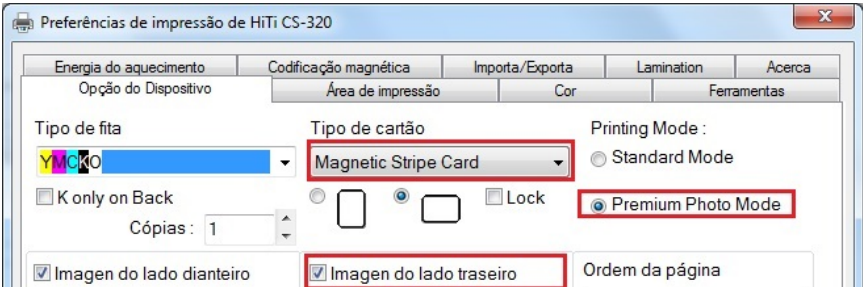 Preferências de impressão de HiTi CS-320
X
Energia do aquecimento Codificação magnética Importa/Exporta Lamination Acerca
Opção do Dispositivo Área de impressão Cor Ferramentas
Tipo de fita Tipo de cartão Printing Mode :
YMCKO Magnetic Stripe Card Standard Mode
K only on Back Lock Premium Photo Mode
Cópias : 1
Imagen do lado dianteiro Imagen do lado traseiro Ordem da página